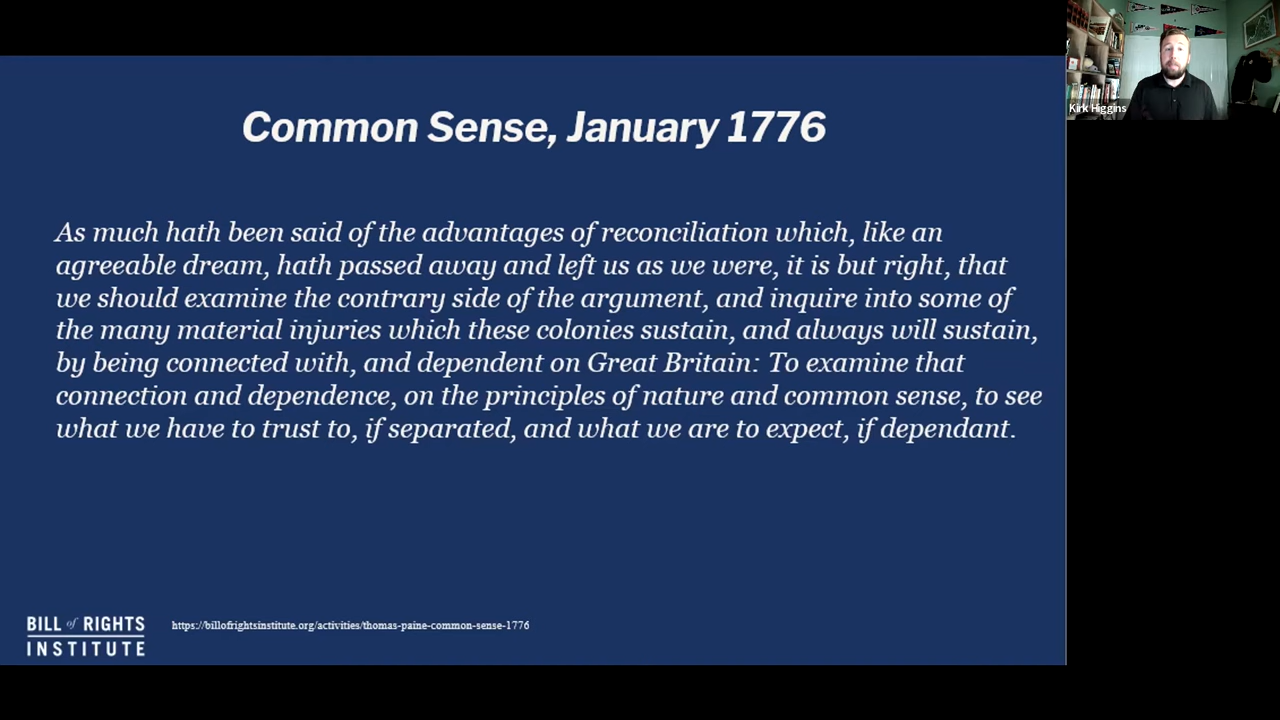 Common Sense, January 1776
As much hath been said of the advantages of reconciliation which, like an
agreeable dream, hath passed away and left us as we were, it is but right, that
we should examine the contrary side of the argument, and inquire into some of
the many material injuries which these colonies sustain, and always will sustain,
by being connected with, and dependent on Great Britain: To examine that
connection and dependence, on the principles of nature and common sense, to see
what we have to trust to, if separated, and what we are to expect, if dependant.
BILL of RIGHTS
INSTITUTE
https://billofrightsinstitute.org/activities/thomas-paine-common-sense-1776
Kirk Higgins